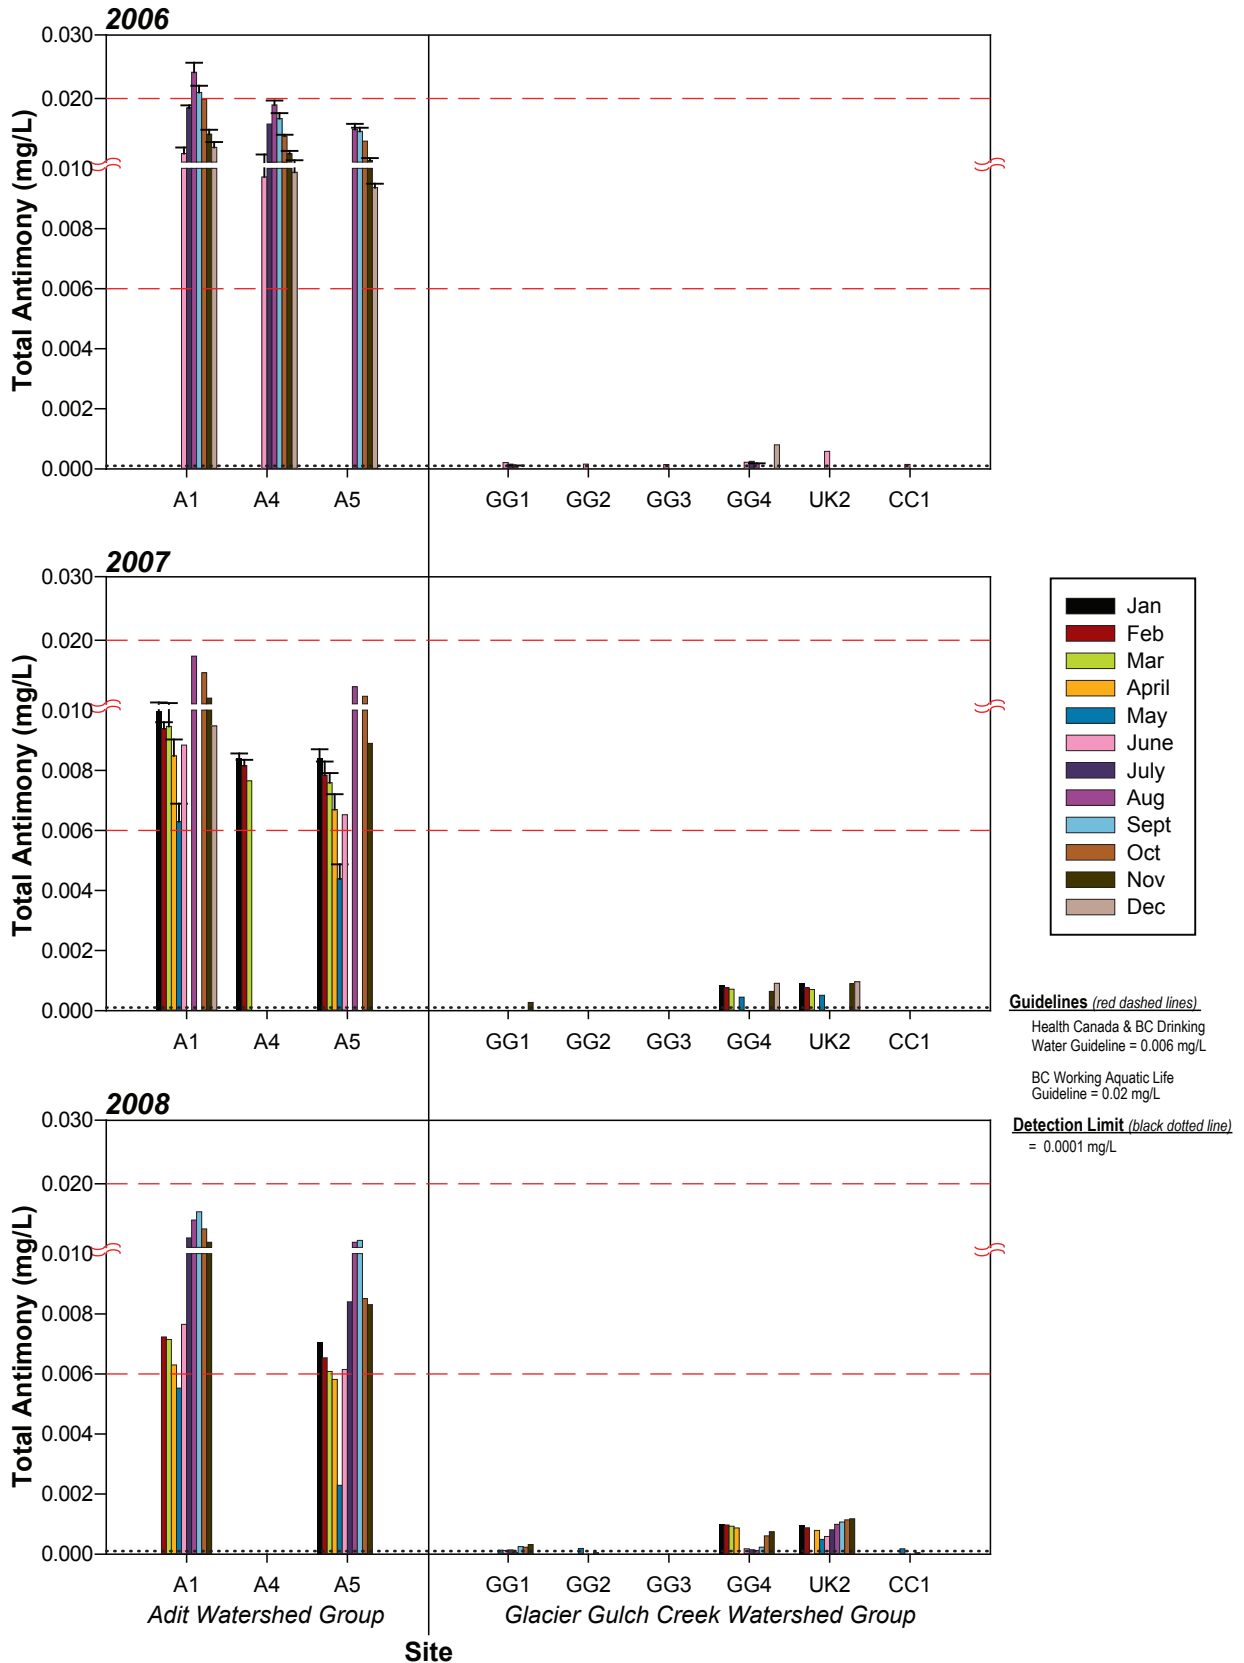 2006
Total Antimony (mg/L)
0.030
0.020
0.010
0.008
0.006
0.004
0.002
0.000
A1 A4 A5 GG1 GG2 GG3 GG4 UK2 CC1
2007
Total Antimony (mg/L)
0.030
0.020
0.010
0.008
0.006
0.004
0.002
0.000
A1 A4 A5 GG1 GG2 GG3 GG4 UK2 CC1
Jan
Feb
Mar
April
May
June
July
Aug
Sept
Oct
Nov
Dec
Guidelines (red dashed lines)
Health Canada & BC Drinking
Water Guideline = 0.006 mg/L
BC Working Aquatic Life
Guideline = 0.02 mg/L
Detection Limit (black dotted line)
= 0.0001 mg/L
2008
Total Antimony (mg/L)
0.030
0.020
0.010
0.008
0.006
0.004
0.002
0.000
A1 A4 A5 GG1 GG2 GG3 GG4 UK2 CC1
Adit Watershed Group Glacier Gulch Creek Watershed Group
Site